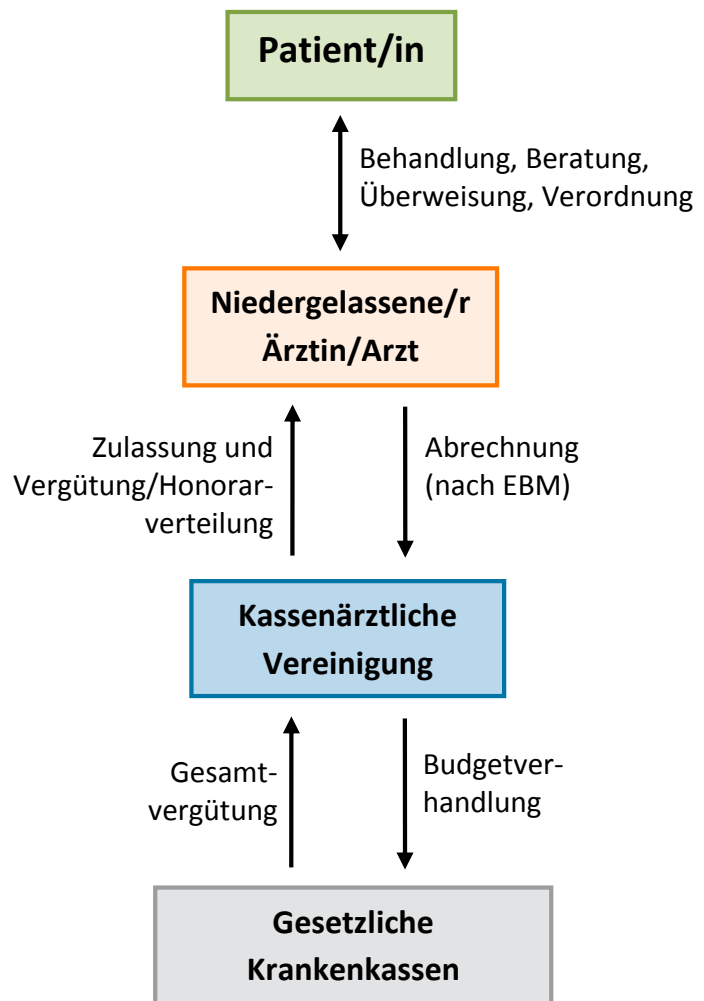 Patient/in
Behandlung, Beratung,
Überweisung, Verordnung
Niedergelassene/r
Ärztin/Arzt
Zulassung und
Vergütung/Honorar-
verteilung
Abrechnung
(nach EBM)
Kassenärztliche
Vereinigung
Gesamt-
vergütung
Budgetver-
handlung
Gesetzliche
Krankenkassen